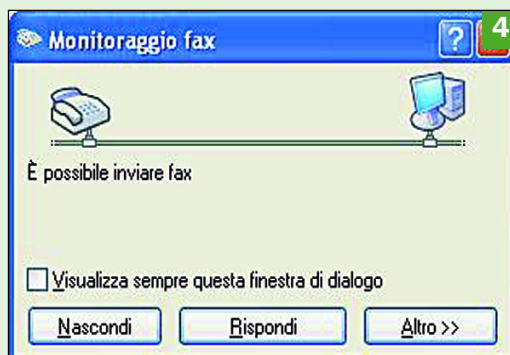 Monitoraggio fax
?
4
È possibile inviare fax
Visualizza sempre questa finestra di dialogo
Nascondi
Rispondi
Altro >>